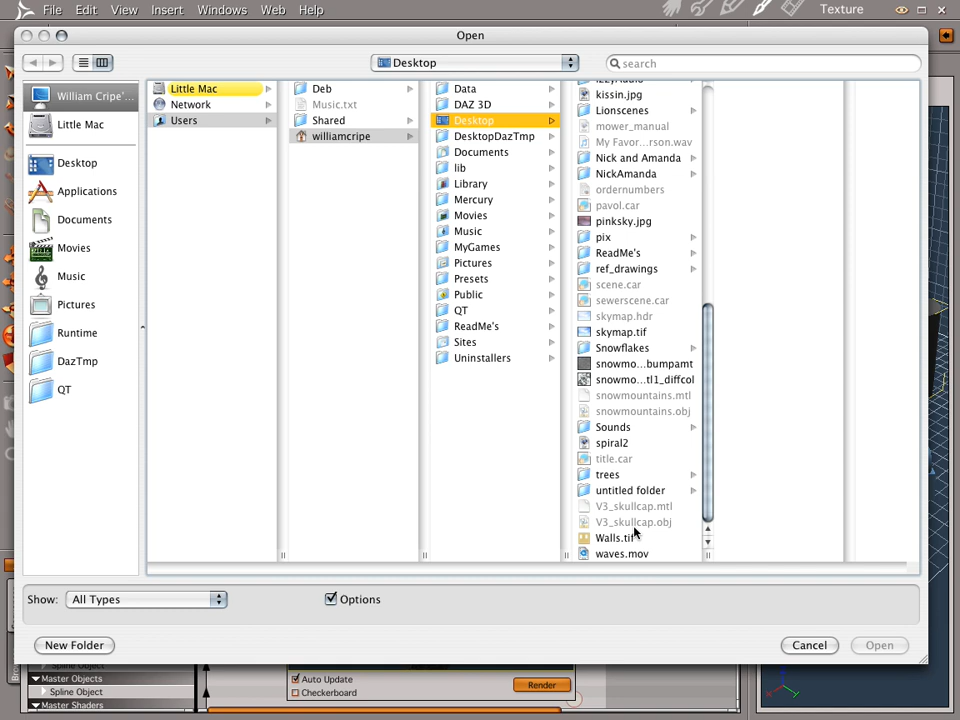 File Edit View Insert Windows Web Help Texture
Open
Desktop search
William Cripe'...
Little Mac
Desktop
Applications
Documents
Movies
Music
Pictures
Runtime
DazTmp
QT
Little Mac
Network
Users
Deb
Music.txt
Shared
williamcripe
Data
DAZ 3D
Desktop
DesktopDazTmp
Documents
lib
Library
Mercury
Movies
Music
MyGames
Pictures
Presets
Public
QT
ReadMe's
Sites
Uninstallers
kissin.jpg
Lionscenes
mower_manual
My Favor...rson.wav
Nick and Amanda
NickAmanda
ordernumbers
pavol.car
pinksky.jpg
pix
ReadMe's
ref_drawings
scene.car
sewerscene.car
skymap.hdr
skymap.tif
Snowflakes
snowmo...bumpamt
snowmo...tl1_diffcol
snowmountains.mtl
snowmountains.obj
Sounds
spiral2
title.car
trees
untitled folder
V3_skullcap.mtl
V3_skullcap.obj
Walls.tif
waves.mov
Show: All Types Options
New Folder Cancel Open
Spline Object
Master Objects
Spline Object
Master Shaders
Auto Update
Checkerboard
Render